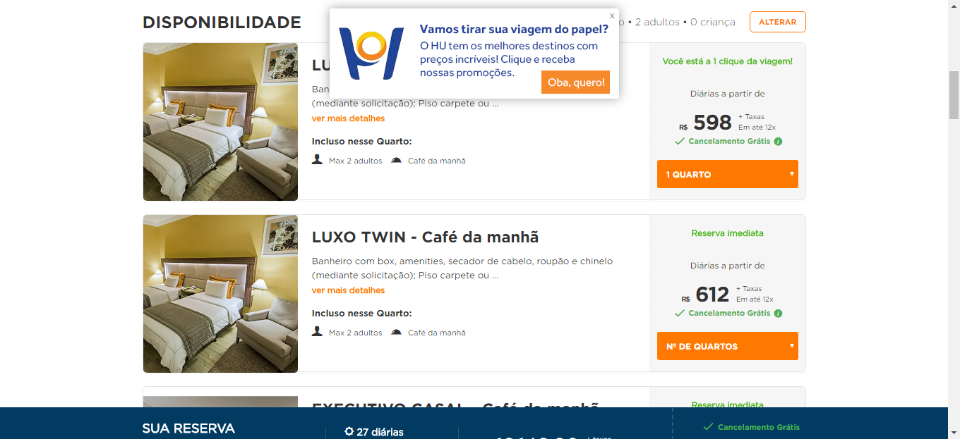 DISPONIBILIDADE
• 2 adultos • 0 criança
ALTERAR
x
Vamos tirar sua viagem do papel?
O HU tem os melhores destinos com
preços incríveis! Clique e receba
nossas promoções.
Oba, quero!
(mediante solicitação); Piso carpete ou ...
ver mais detalhes
Incluso nesse Quarto:
Max 2 adultos Café da manhã
Você está a 1 clique da viagem!
Diárias a partir de
R$ 598 + Taxas
Em até 12x
Cancelamento Grátis i
1 QUARTO
LUXO TWIN - Café da manhã
Banheiro com box, amenities, secador de cabelo, roupão e chinelo
(mediante solicitação); Piso carpete ou ...
ver mais detalhes
Incluso nesse Quarto:
Max 2 adultos Café da manhã
Reserva imediata
Diárias a partir de
R$ 612 + Taxas
Em até 12x
Cancelamento Grátis i
Nº DE QUARTOS
EXECUTIVO CASAL - Café da manhã
Reserva imediata
SUA RESERVA
27 diárias
Cancelamento Grátis